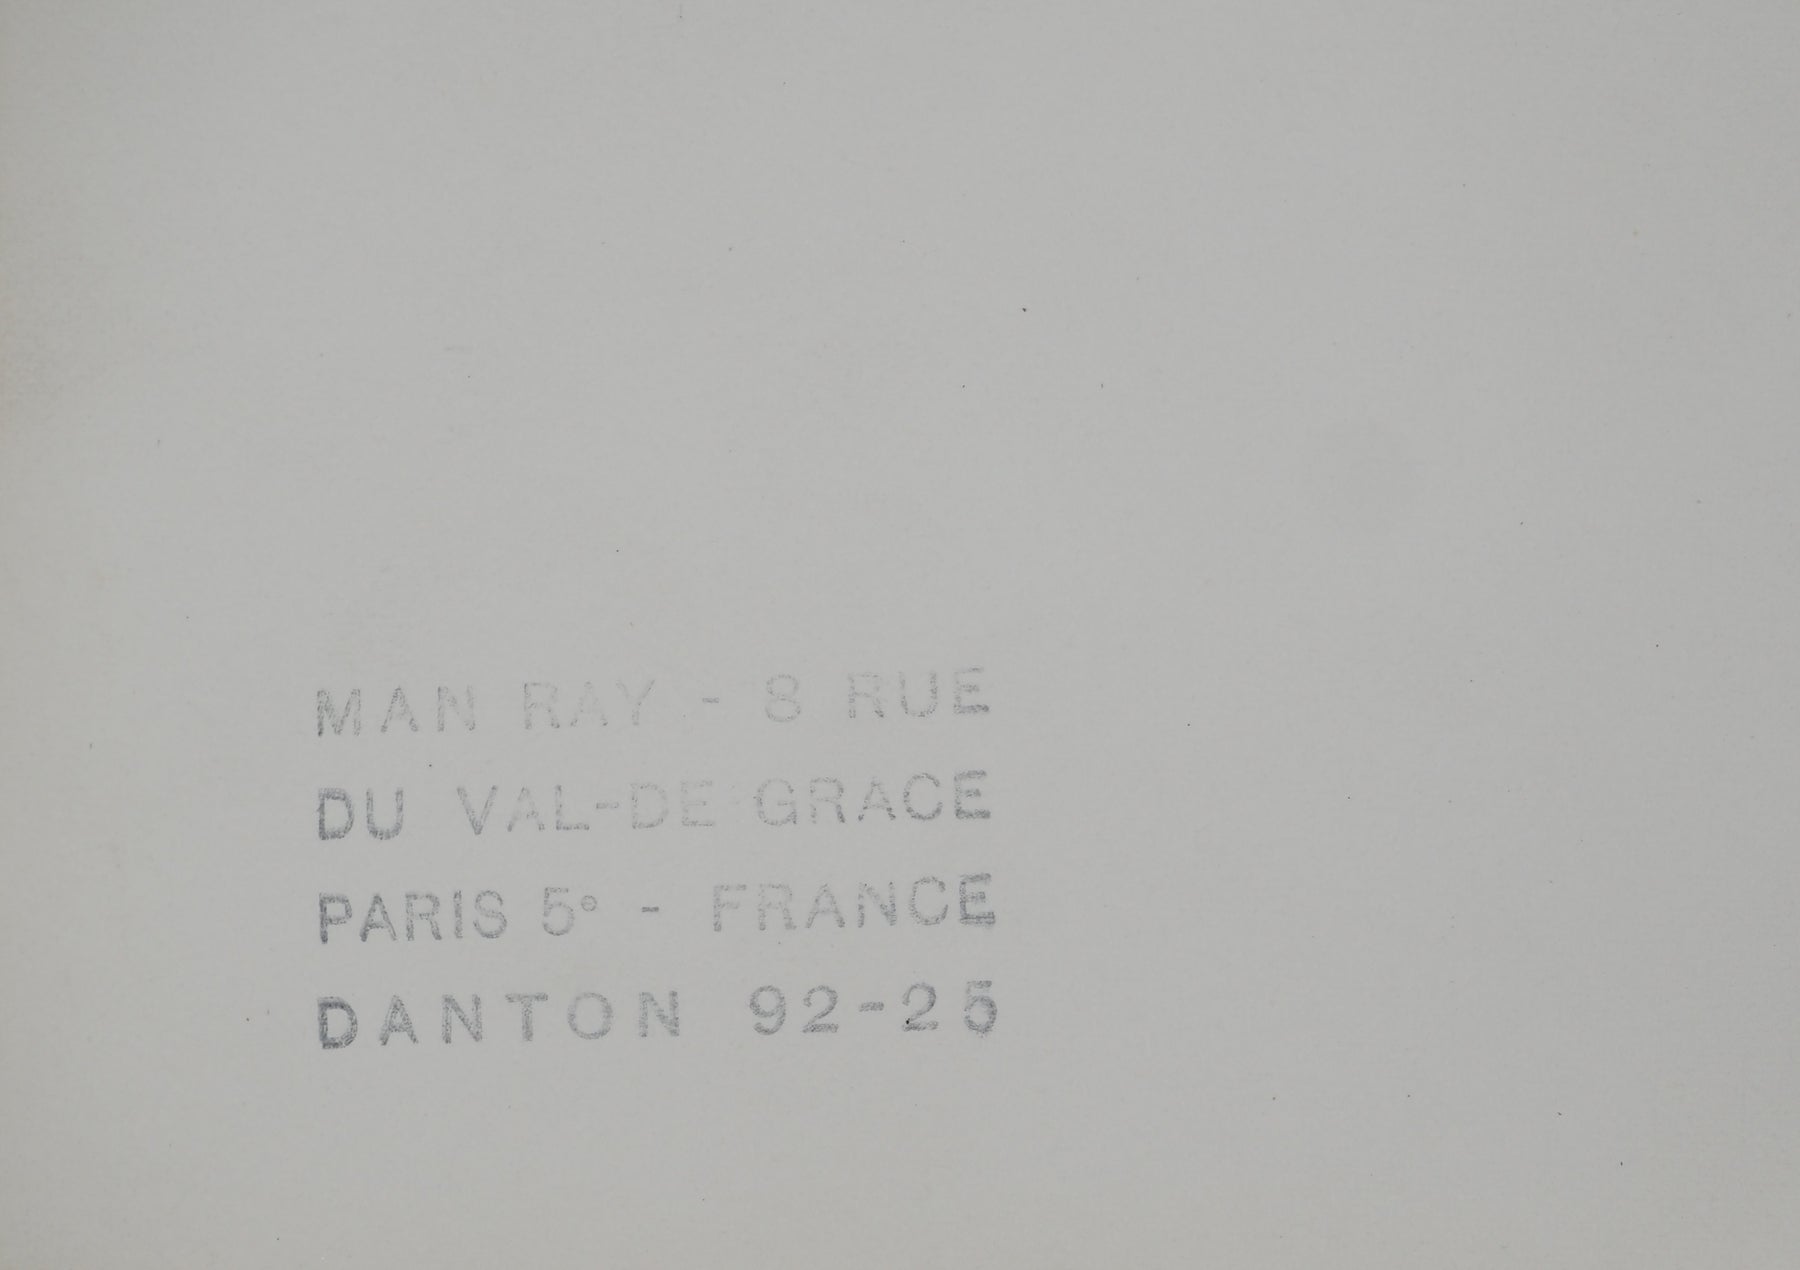 MAN RAY - 8 RUE
DU VAL-DE-GRACE
PARIS 5° - FRANCE
DANTON 92-25